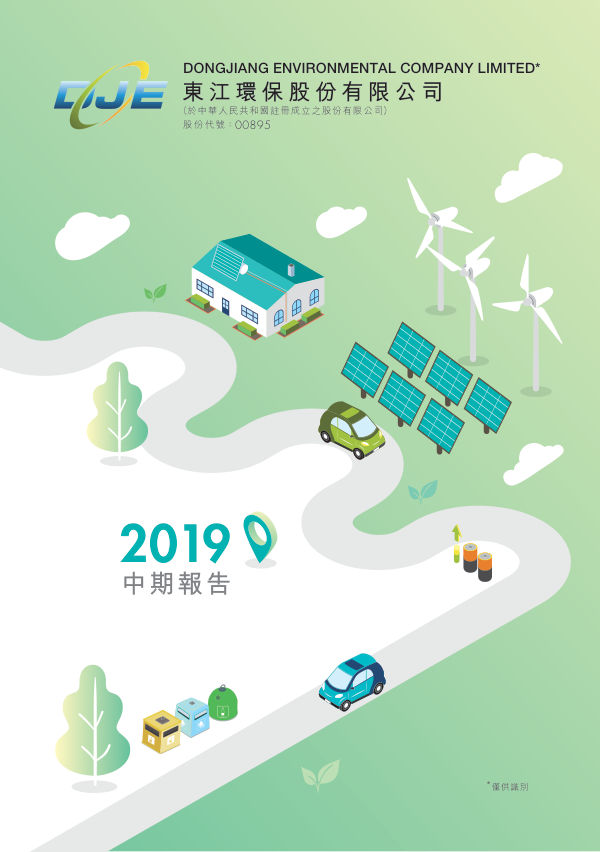 DJE
DONGJIANG ENVIRONMENTAL COMPANY LIMITED*
東江環保股份有限公司
(於中華人民共和國註冊成立之股份有限公司)
股份代號：00895
2019
中期報告
*僅供識別